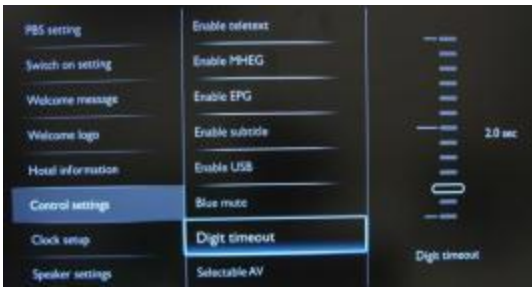 PBS setting
Switch on setting
Welcome message
Welcome logo
Hotel information
Control settings
Clock setup
Speaker settings
Enable teletext
Enable MHEG
Enable EPG
Enable subtitle
Enable USB
Blue mute
Digit timeout
Selectable AV
2.0 sec
Digit timeout